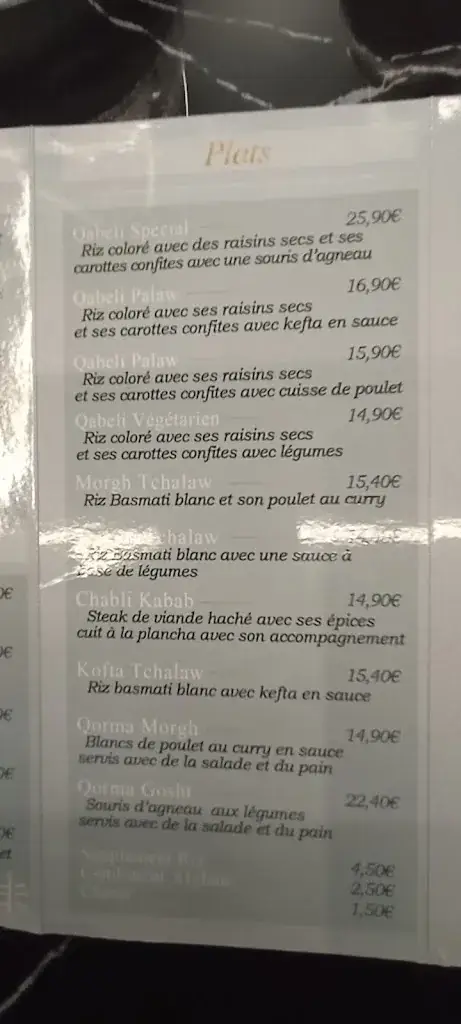 Plats
Qabeli Special 25,90€
Riz coloré avec des raisins secs et ses
carottes confites avec une souris d'agneau
Qabeli Palaw 16,90€
Riz coloré avec ses raisins secs
et ses carottes confites avec kefta en sauce
Qabeli Palaw 15,90€
Riz coloré avec ses raisins secs
et ses carottes confites avec cuisse de poulet
Qabeli Végétarien 14,90€
Riz coloré avec ses raisins secs
et ses carottes confites avec légumes
Morgh Tchalaw 15,40€
Riz Basmati blanc et son poulet au curry
Riz Basmati blanc avec une sauce à
base de légumes
Chabli Kabab 14,90€
Steak de viande haché avec ses épices
cuit à la plancha avec son accompagnement
Kofta Tchalaw 15,40€
Riz basmati blanc avec kefta en sauce
Qorma Morgh 14,90€
Blancs de poulet au curry en sauce
servis avec de la salade et du pain
Qorma Gosht 22,40€
Souris d'agneau aux légumes
servis avec de la salade et du pain
4,50€
2,50€
1,50€